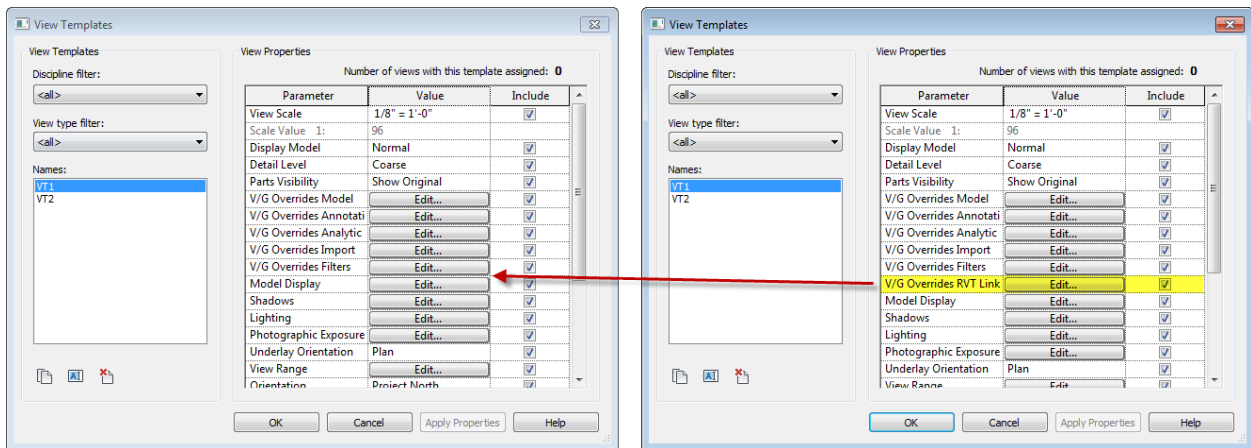 View Templates
View Templates
Discipline filter:
<all>
View type filter:
<all>
Names:
VT1
VT2
View Properties
Number of views with this template assigned: 0
Parameter Value Include
View Scale 1/8" = 1'-0"
Scale Value 1: 96
Display Model Normal
Detail Level Coarse
Parts Visibility Show Original
V/G Overrides Model Edit...
V/G Overrides Annotati Edit...
V/G Overrides Analytic Edit...
V/G Overrides Import Edit...
V/G Overrides Filters Edit...
Model Display Edit...
Shadows Edit...
Lighting Edit...
Photographic Exposure Edit...
Underlay Orientation Plan
View Range Edit...
Orientation Project North
OK Cancel Apply Properties Help
View Templates
View Templates
Discipline filter:
<all>
View type filter:
<all>
Names:
VT1
VT2
View Properties
Number of views with this template assigned: 0
Parameter Value Include
View Scale 1/8" = 1'-0"
Scale Value 1: 96
Display Model Normal
Detail Level Coarse
Parts Visibility Show Original
V/G Overrides Model Edit...
V/G Overrides Annotati Edit...
V/G Overrides Analytic Edit...
V/G Overrides Import Edit...
V/G Overrides Filters Edit...
V/G Overrides RVT Link Edit...
Model Display Edit...
Shadows Edit...
Lighting Edit...
Photographic Exposure Edit...
Underlay Orientation Plan
View Range Edit
OK Cancel Apply Properties Help